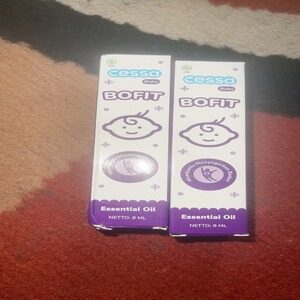 cessa
Baby
BOFIT
Essential Oil
NETTO: 8 ML
cessa
Baby
BOFIT
Essential Oil
NETTO: 8 ML